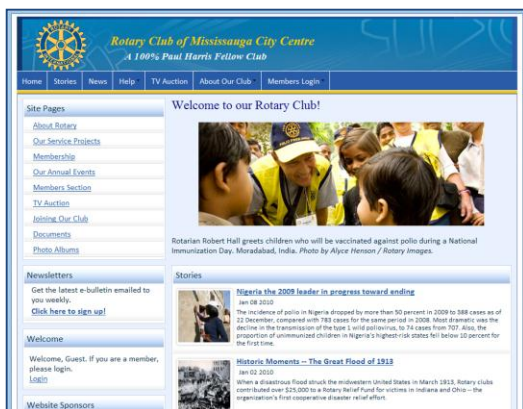 Rotary Club of Mississauga City Centre
A 100% Paul Harris Fellow Club
Home Stories News Help TV Auction About Our Club Members Login
Site Pages
About Rotary
Our Service Projects
Membership
Our Annual Events
Members Section
TV Auction
Joining Our Club
Documents
Photo Albums
Newsletters
Get the latest e-bulletin emailed to
you weekly.
Click here to sign up!
Welcome
Welcome, Guest. If you are a member,
please login.
Login
Website Sponsors
Welcome to our Rotary Club!
Rotarian Robert Hall greets children who will be vaccinated against polio during a National
Immunization Day. Moradabad, India. Photo by Alyce Henson / Rotary Images.
Stories
Nigeria the 2009 leader in progress toward ending
Jan 08 2010
The incidence of polio in Nigeria dropped by more than 50 percent in 2009 to 388 cases as of
22 December, compared with 783 cases for the same period in 2008. Most dramatic was the
decline in the transmission of the type 1 wild poliovirus, to 74 cases from 707. Also, the
proportion of unimmunized children in Nigeria's highest-risk states fell below 10 percent for
the first time.
Historic Moments -- The Great Flood of 1913
Jan 02 2010
When a disastrous flood struck the midwestern United States in March 1913, Rotary clubs
contributed over $25,000 to a Rotary Relief Fund for victims in Indiana and Ohio – the
organization's first cooperative disaster relief effort.